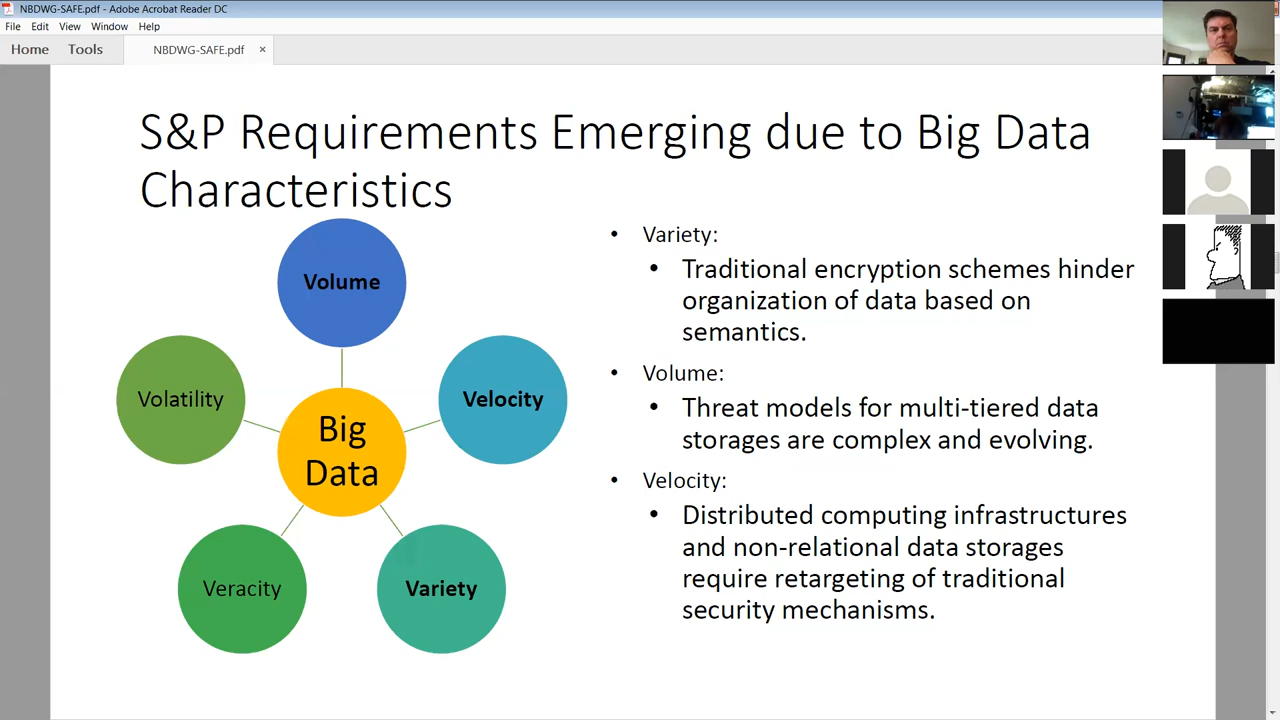 NBDWG-SAFE.pdf - Adobe Acrobat Reader DC
File Edit View Window Help
Home Tools NBDWG-SAFE.pdf ×
S&P Requirements Emerging due to Big Data
Characteristics
Volume
Velocity
Variety
Veracity
Volatility
Big
Data
• Variety:
• Traditional encryption schemes hinder
organization of data based on
semantics.
• Volume:
• Threat models for multi-tiered data
storages are complex and evolving.
• Velocity:
• Distributed computing infrastructures
and non-relational data storages
require retargeting of traditional
security mechanisms.